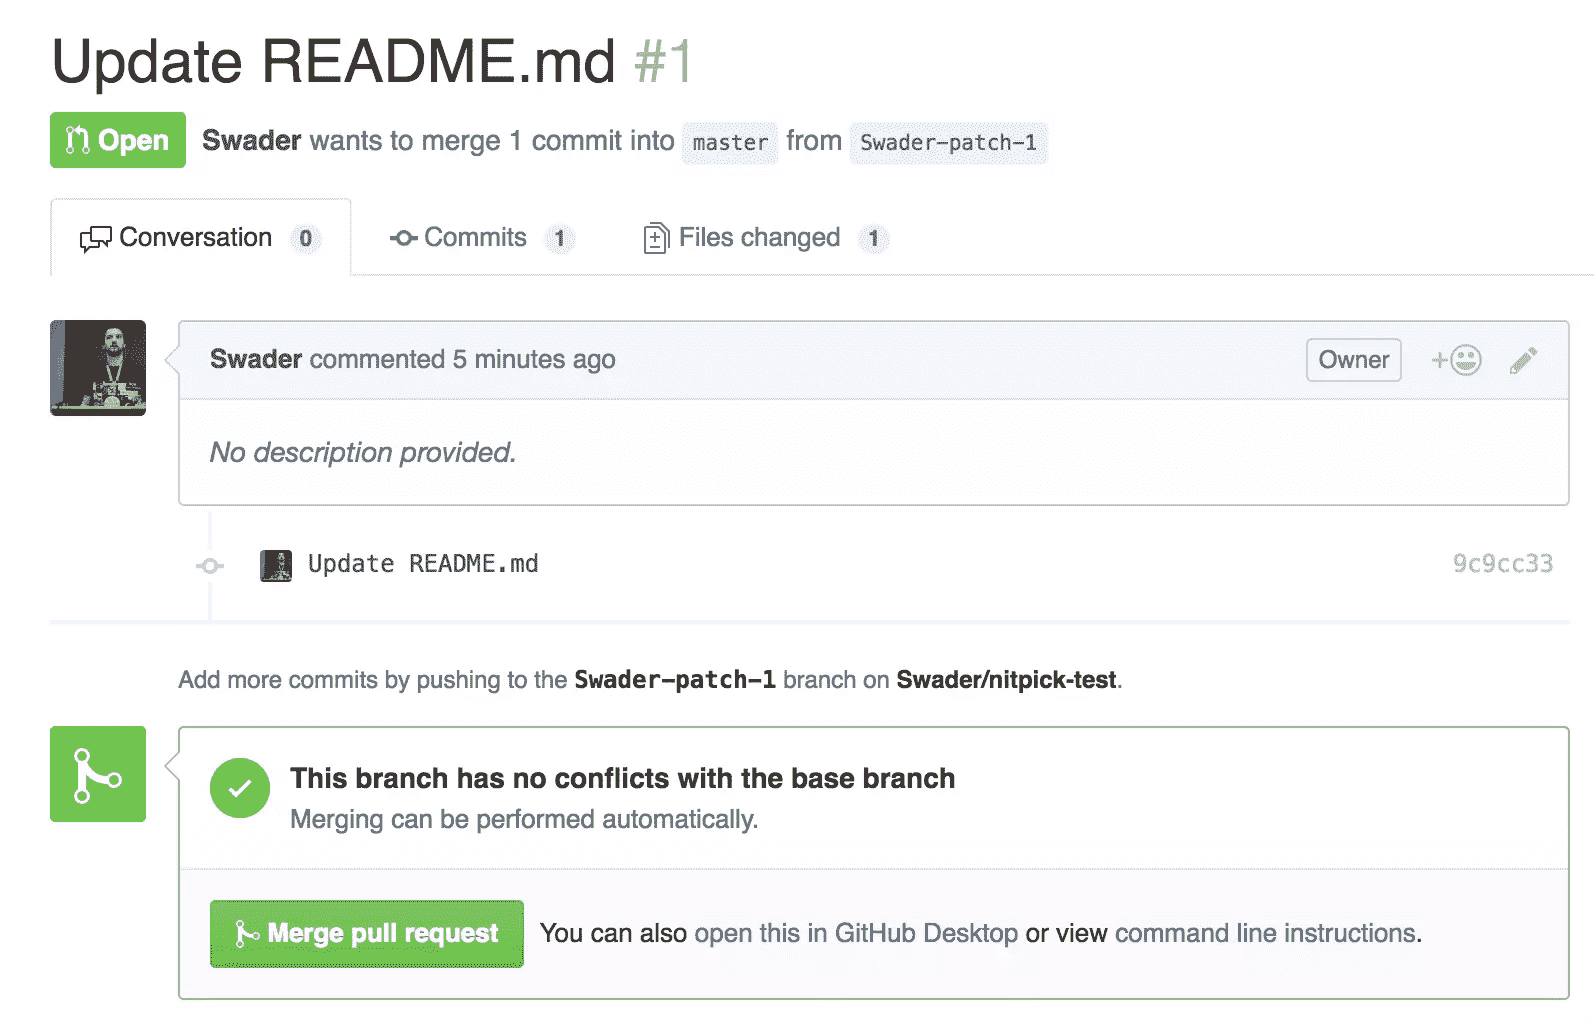 Update README.md #1
Open Swader wants to merge 1 commit into master from Swader-patch-1
Conversation 0 Commits 1 Files changed 1
Swader commented 5 minutes ago Owner +
No description provided.
Update README.md 9c9cc33
Add more commits by pushing to the Swader-patch-1 branch on Swader/nitpick-test.
This branch has no conflicts with the base branch
Merging can be performed automatically.
Merge pull request You can also open this in GitHub Desktop or view command line instructions.